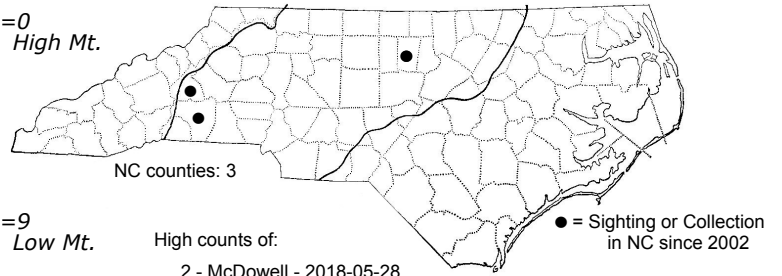 =0
High Mt.
NC counties: 3
=9
Low Mt.
High counts of:
2 - McDowell - 2018-05-28
● = Sighting or Collection
in NC since 2002